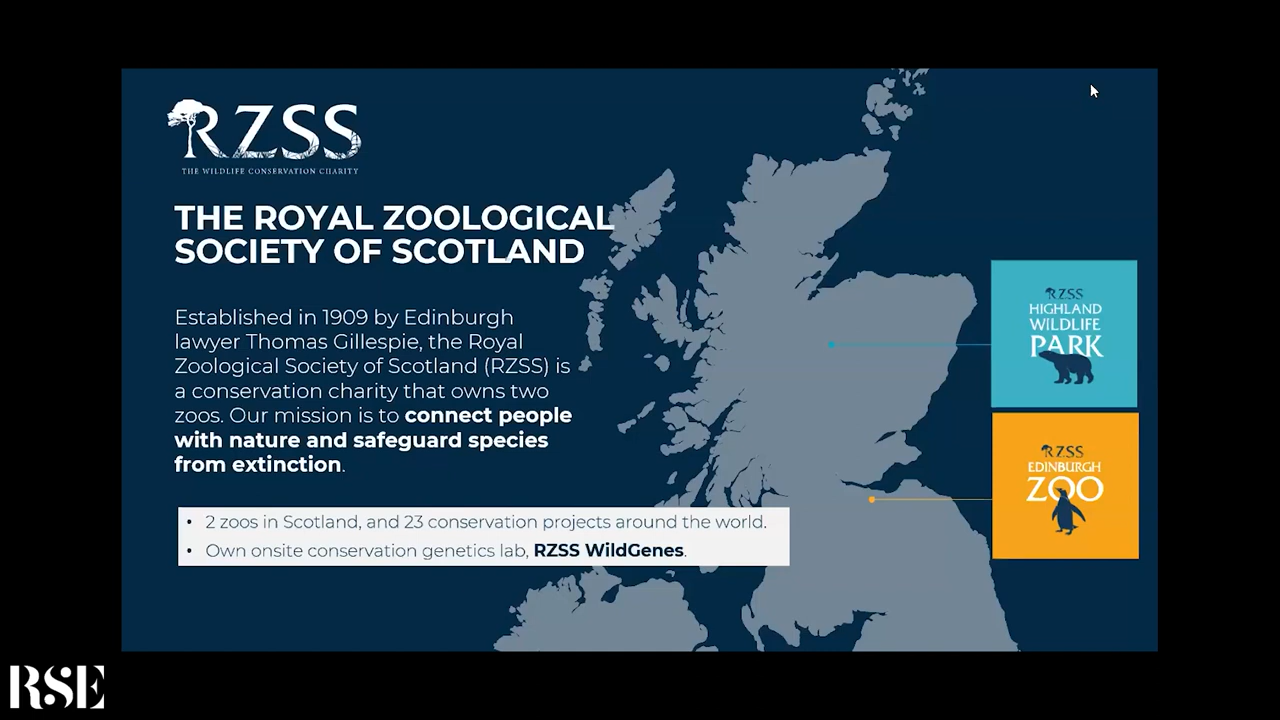 RZSS
THE WILDLIFE CONSERVATION CHARITY
THE ROYAL ZOOLOGICAL
SOCIETY OF SCOTLAND
Established in 1909 by Edinburgh
lawyer Thomas Gillespie, the Royal
Zoological Society of Scotland (RZSS) is
a conservation charity that owns two
zoos. Our mission is to connect people
with nature and safeguard species
from extinction.
• 2 zoos in Scotland, and 23 conservation projects around the world.
• Own onsite conservation genetics lab, RZSS WildGenes.
RZSS
HIGHLAND
WILDLIFE
PARK
RZSS
EDINBURGH
ZOO
RSE